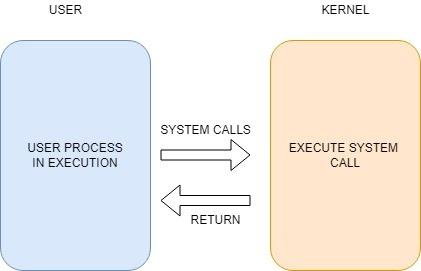 USER
KERNEL
USER PROCESS
IN EXECUTION
SYSTEM CALLS
RETURN
EXECUTE SYSTEM
CALL